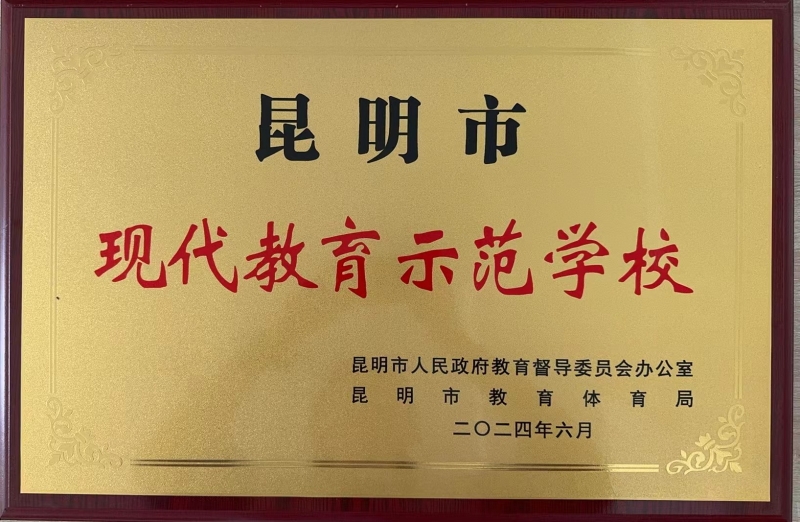 昆明市
现代教育示范学校
昆明市人民政府教育督导委员会办公室
昆明市教育体育局
二〇二四年六月